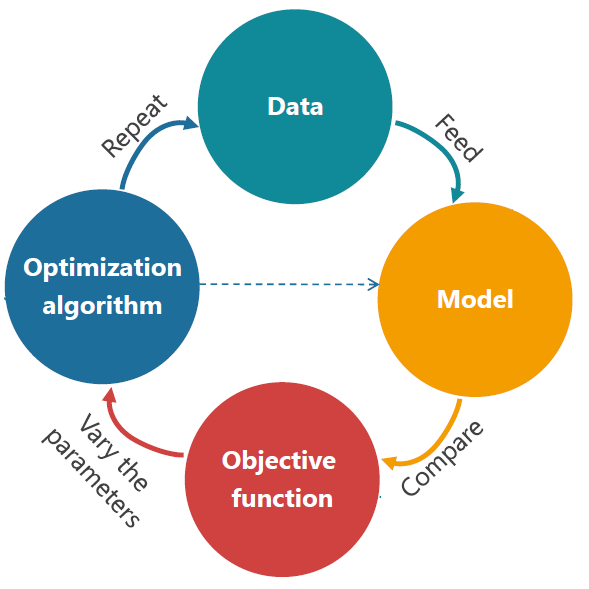 Data
Feed
Model
Compare
Objective
function
Vary the
parameters
Optimization
algorithm
Repeat